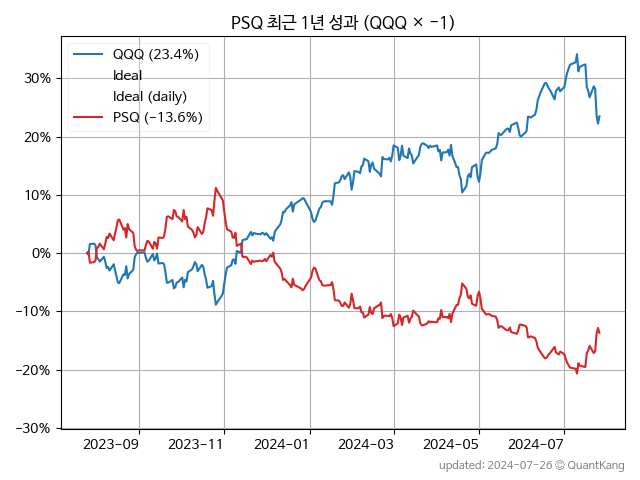 PSQ 최근 1년 성과 (QQQ × −1)
QQQ (23.4%)
Ideal
Ideal (daily)
PSQ (−13.6%)
30%
20%
10%
0%
−10%
−20%
−30%
2023−09 2023−11 2024−01 2024−03 2024−05 2024−07
updated: 2024-07-26 © QuantKang